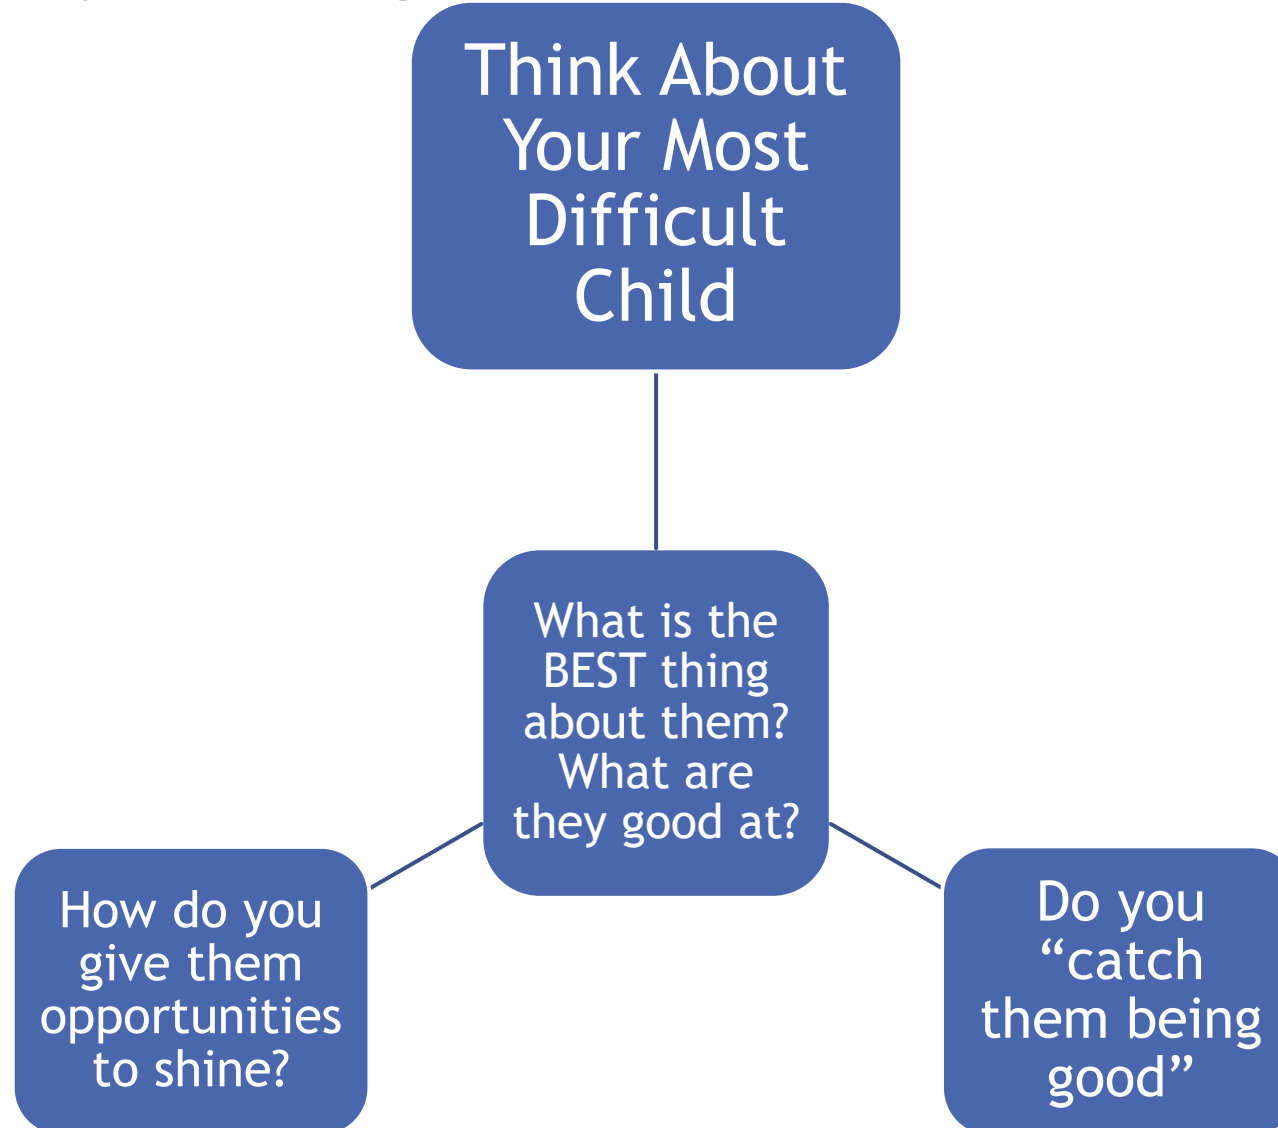 Think About
Your Most
Difficult
Child
What is the
BEST thing
about them?
What are
they good at?
How do you
give them
opportunities
to shine?
Do you
“catch
them being
good”